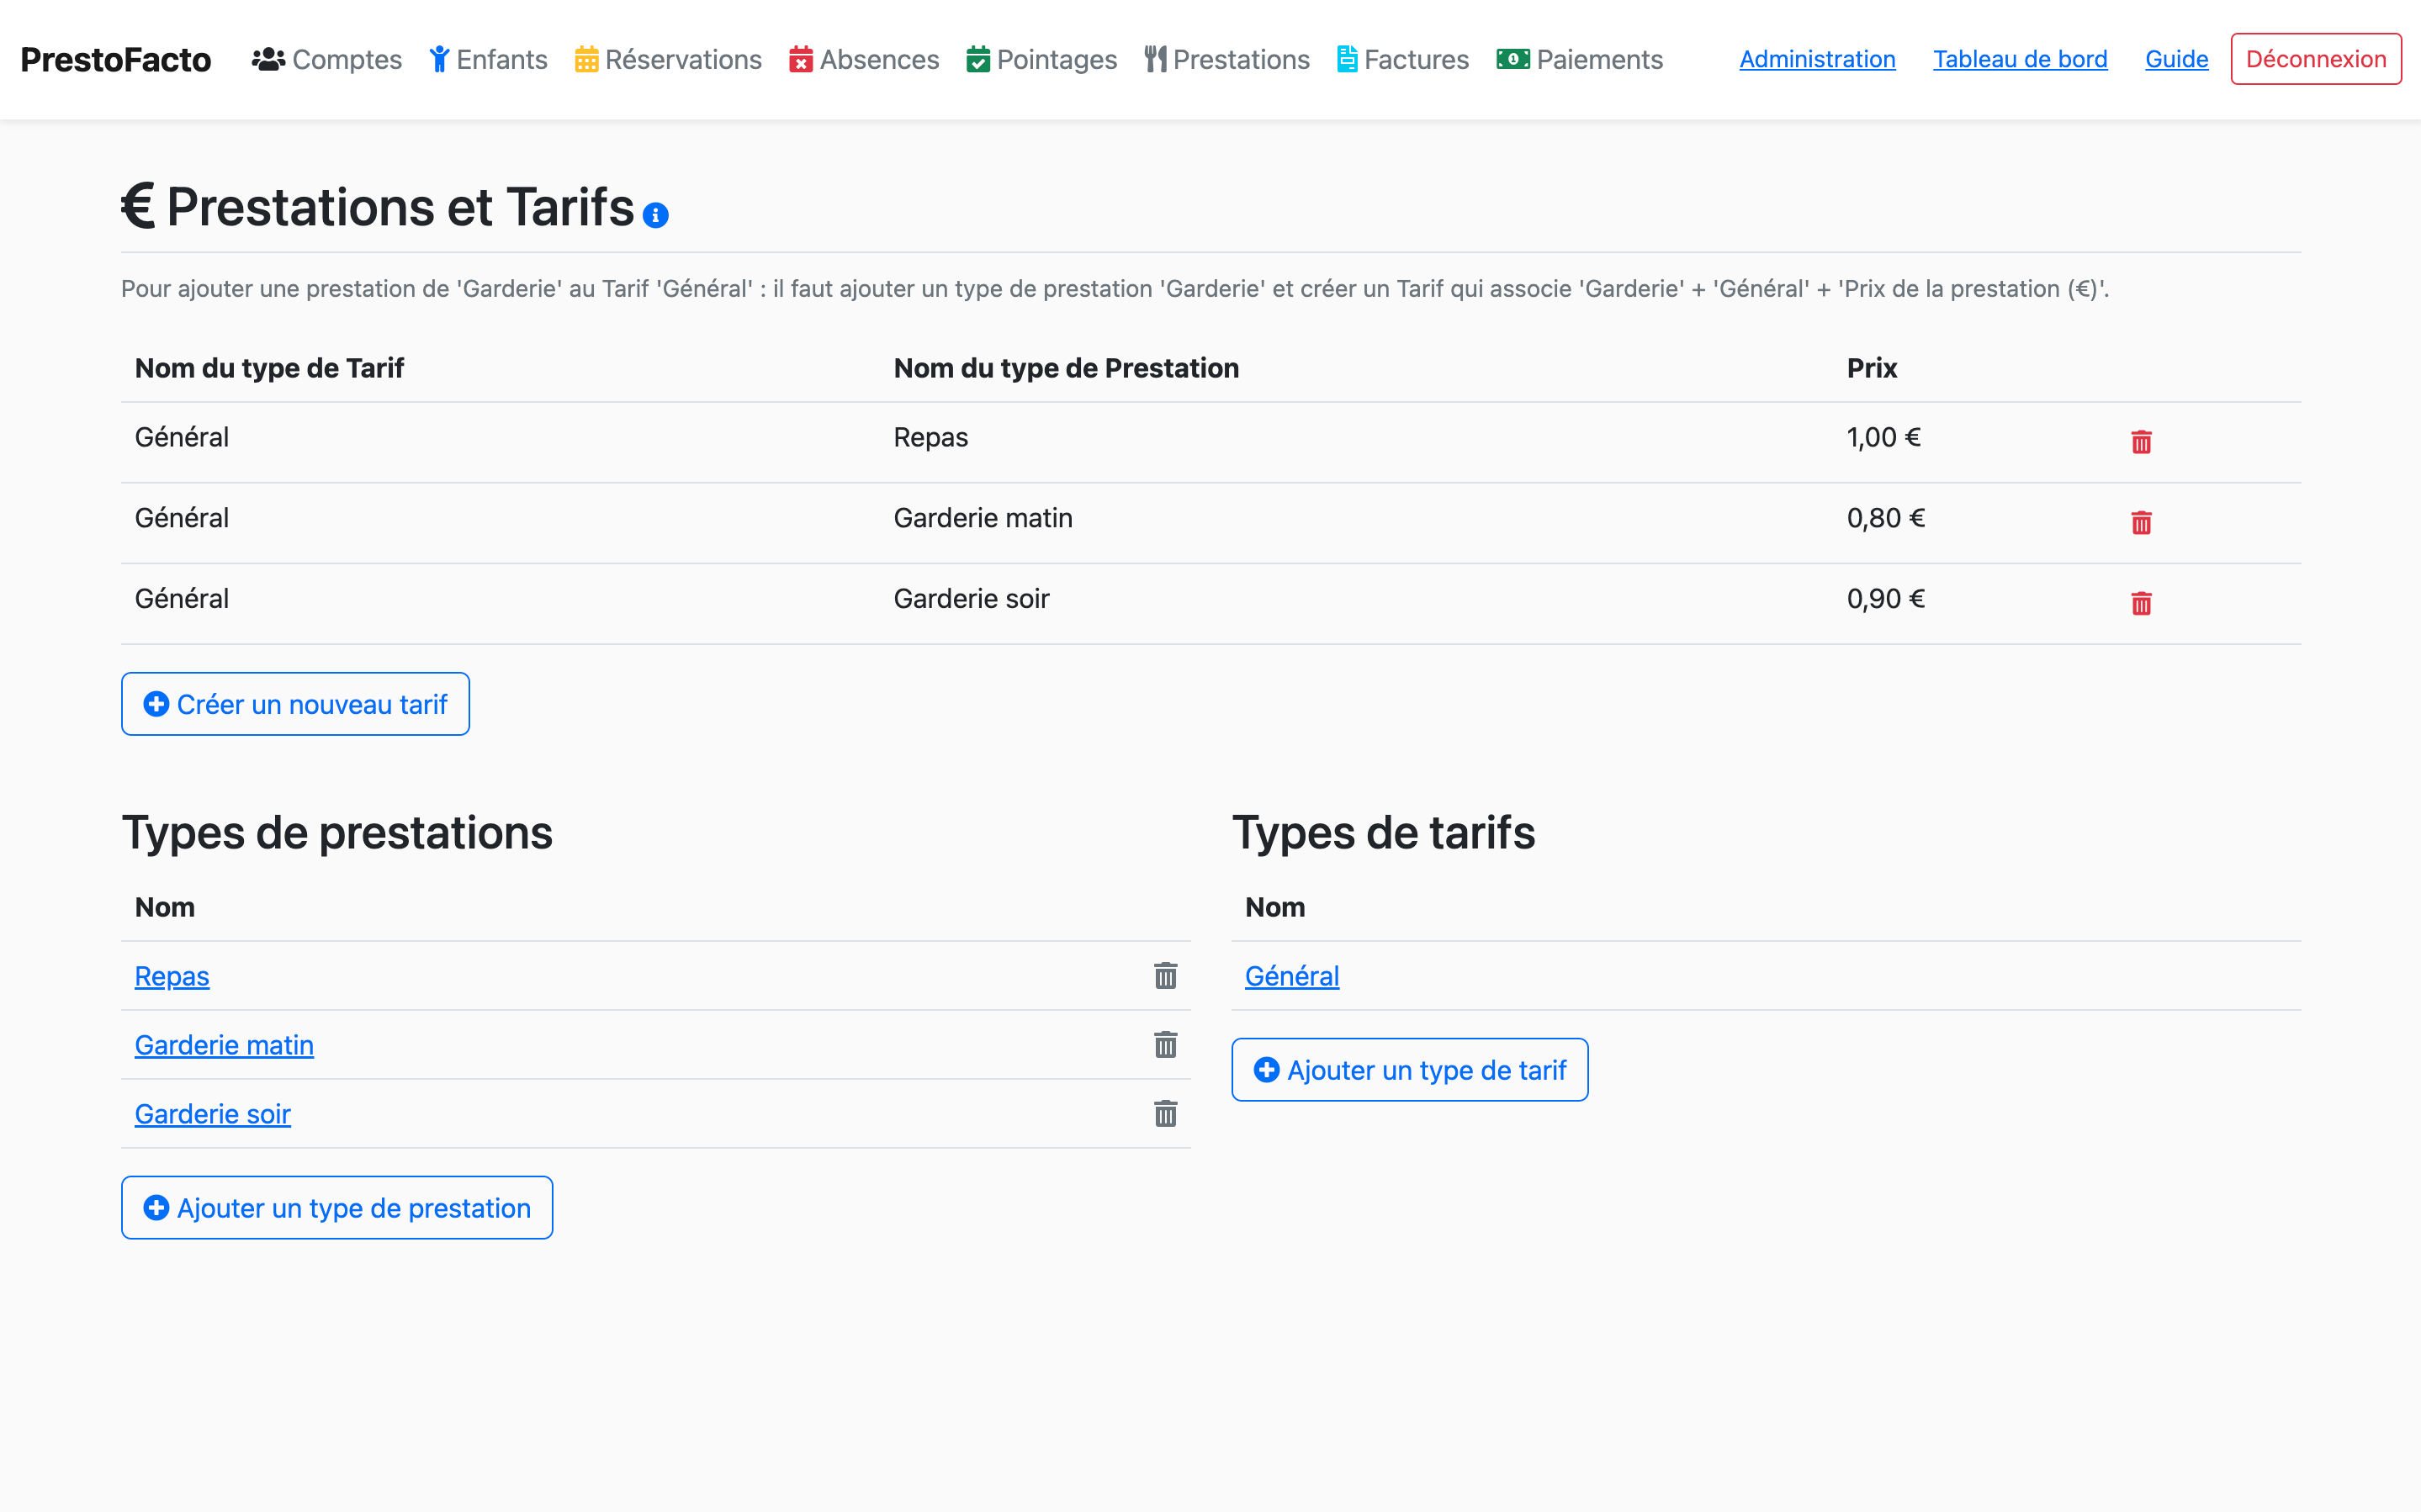 PrestoFacto Comptes Enfants Réservations Absences Pointages Prestations Factures Paiements Administration Tableau de bord Guide Déconnexion
€ Prestations et Tarifs
Pour ajouter une prestation de 'Garderie' au Tarif 'Général' : il faut ajouter un type de prestation 'Garderie' et créer un Tarif qui associe 'Garderie' + 'Général' + 'Prix de la prestation (€)'.
Nom du type de Tarif Nom du type de Prestation Prix
Général Repas 1,00 €
Général Garderie matin 0,80 €
Général Garderie soir 0,90 €
Créer un nouveau tarif
Types de prestations
Nom
Repas
Garderie matin
Garderie soir
Ajouter un type de prestation
Types de tarifs
Nom
Général
Ajouter un type de tarif